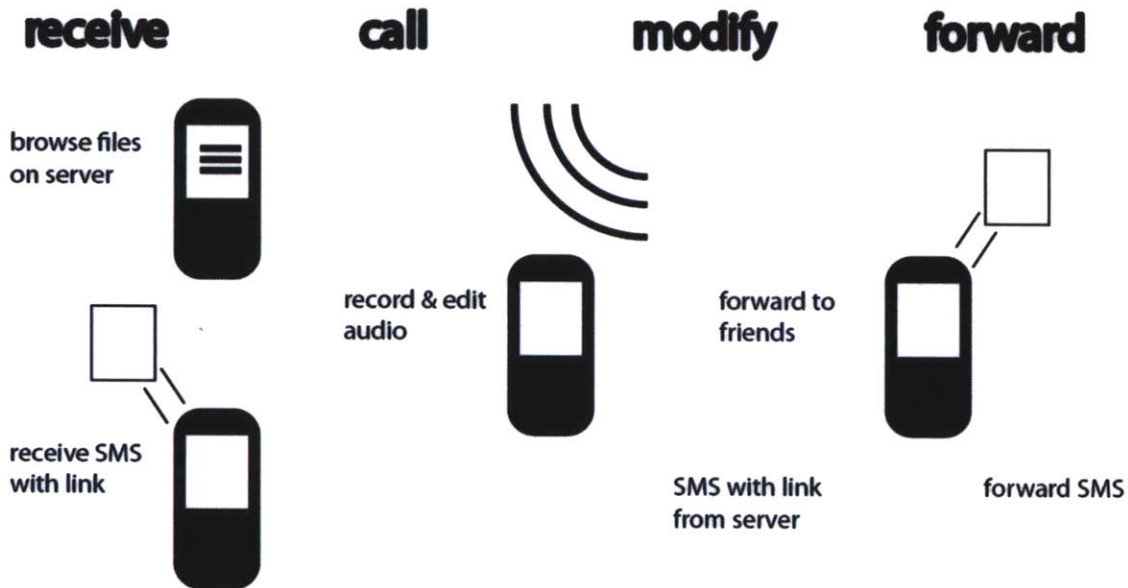 receive
call
modify
forward
browse files
on server
record & edit
audio
forward to
friends
receive SMS
with link
SMS with link
from server
forward SMS